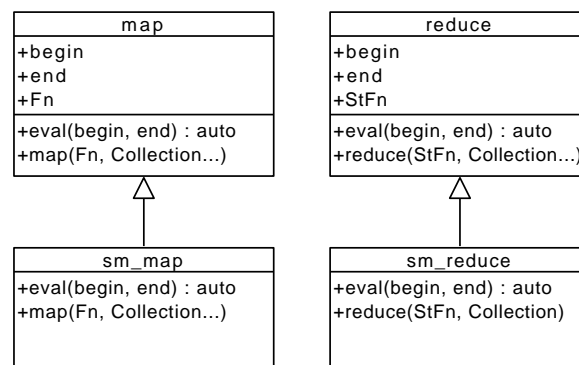 map
+begin
+end
+Fn
+eval(begin, end) : auto
+map(Fn, Collection...)
reduce
+begin
+end
+StFn
+eval(begin, end) : auto
+reduce(StFn, Collection...)
sm_map
+eval(begin, end) : auto
+map(Fn, Collection...)
sm_reduce
+eval(begin, end) : auto
+reduce(StFn, Collection)